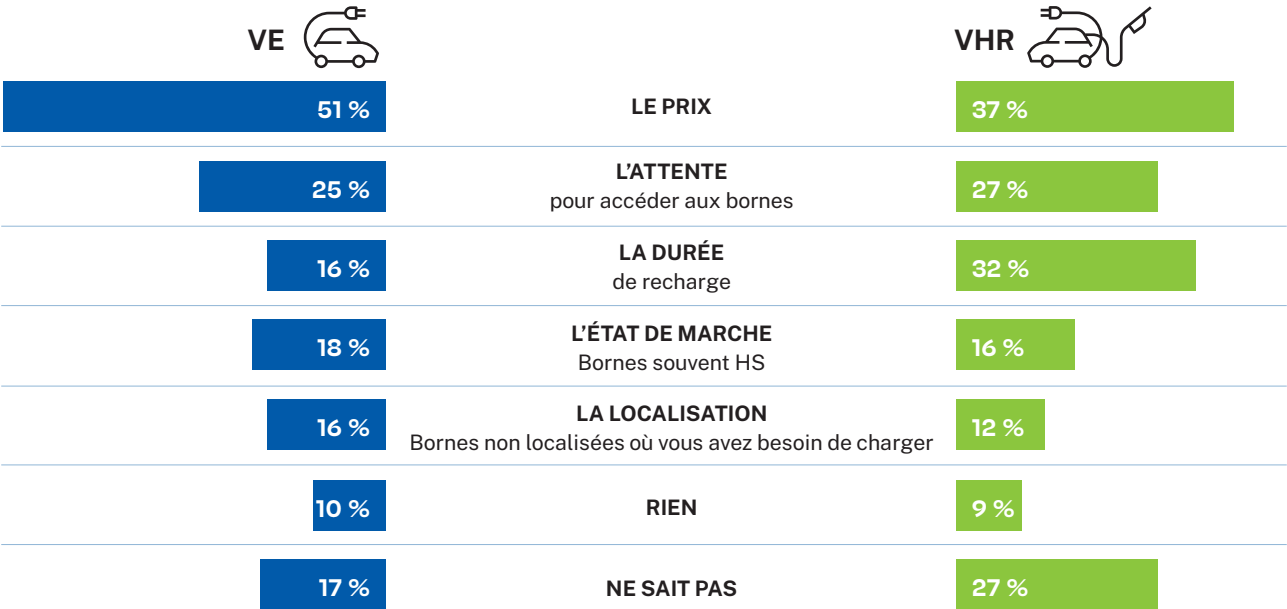 VE
VHR
51 %
LE PRIX
37 %
25 %
L’ATTENTE
pour accéder aux bornes
27 %
16 %
LA DURÉE
de recharge
32 %
18 %
L’ÉTAT DE MARCHE
Bornes souvent HS
16 %
16 %
LA LOCALISATION
Bornes non localisées où vous avez besoin de charger
12 %
10 %
RIEN
9 %
17 %
NE SAIT PAS
27 %